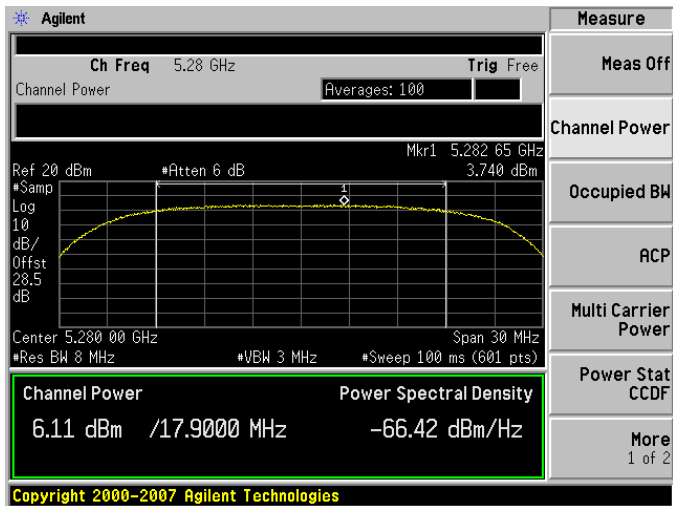 Agilent
Measure
Ch Freq 5.28 GHz Trig Free
Channel Power Averages: 100
Mkr1 5.282 65 GHz
Ref 20 dBm #Atten 6 dB 3.740 dBm
#Samp
Log
10
dB/
Offst
28.5
dB
1
Center 5.280 00 GHz Span 30 MHz
#Res BW 8 MHz #VBW 3 MHz #Sweep 100 ms (601 pts)
Channel Power Power Spectral Density
6.11 dBm /17.9000 MHz -66.42 dBm/Hz
Copyright 2000-2007 Agilent Technologies
Meas Off
Channel Power
Occupied BW
ACP
Multi Carrier
Power
Power Stat
CCDF
More
1 of 2